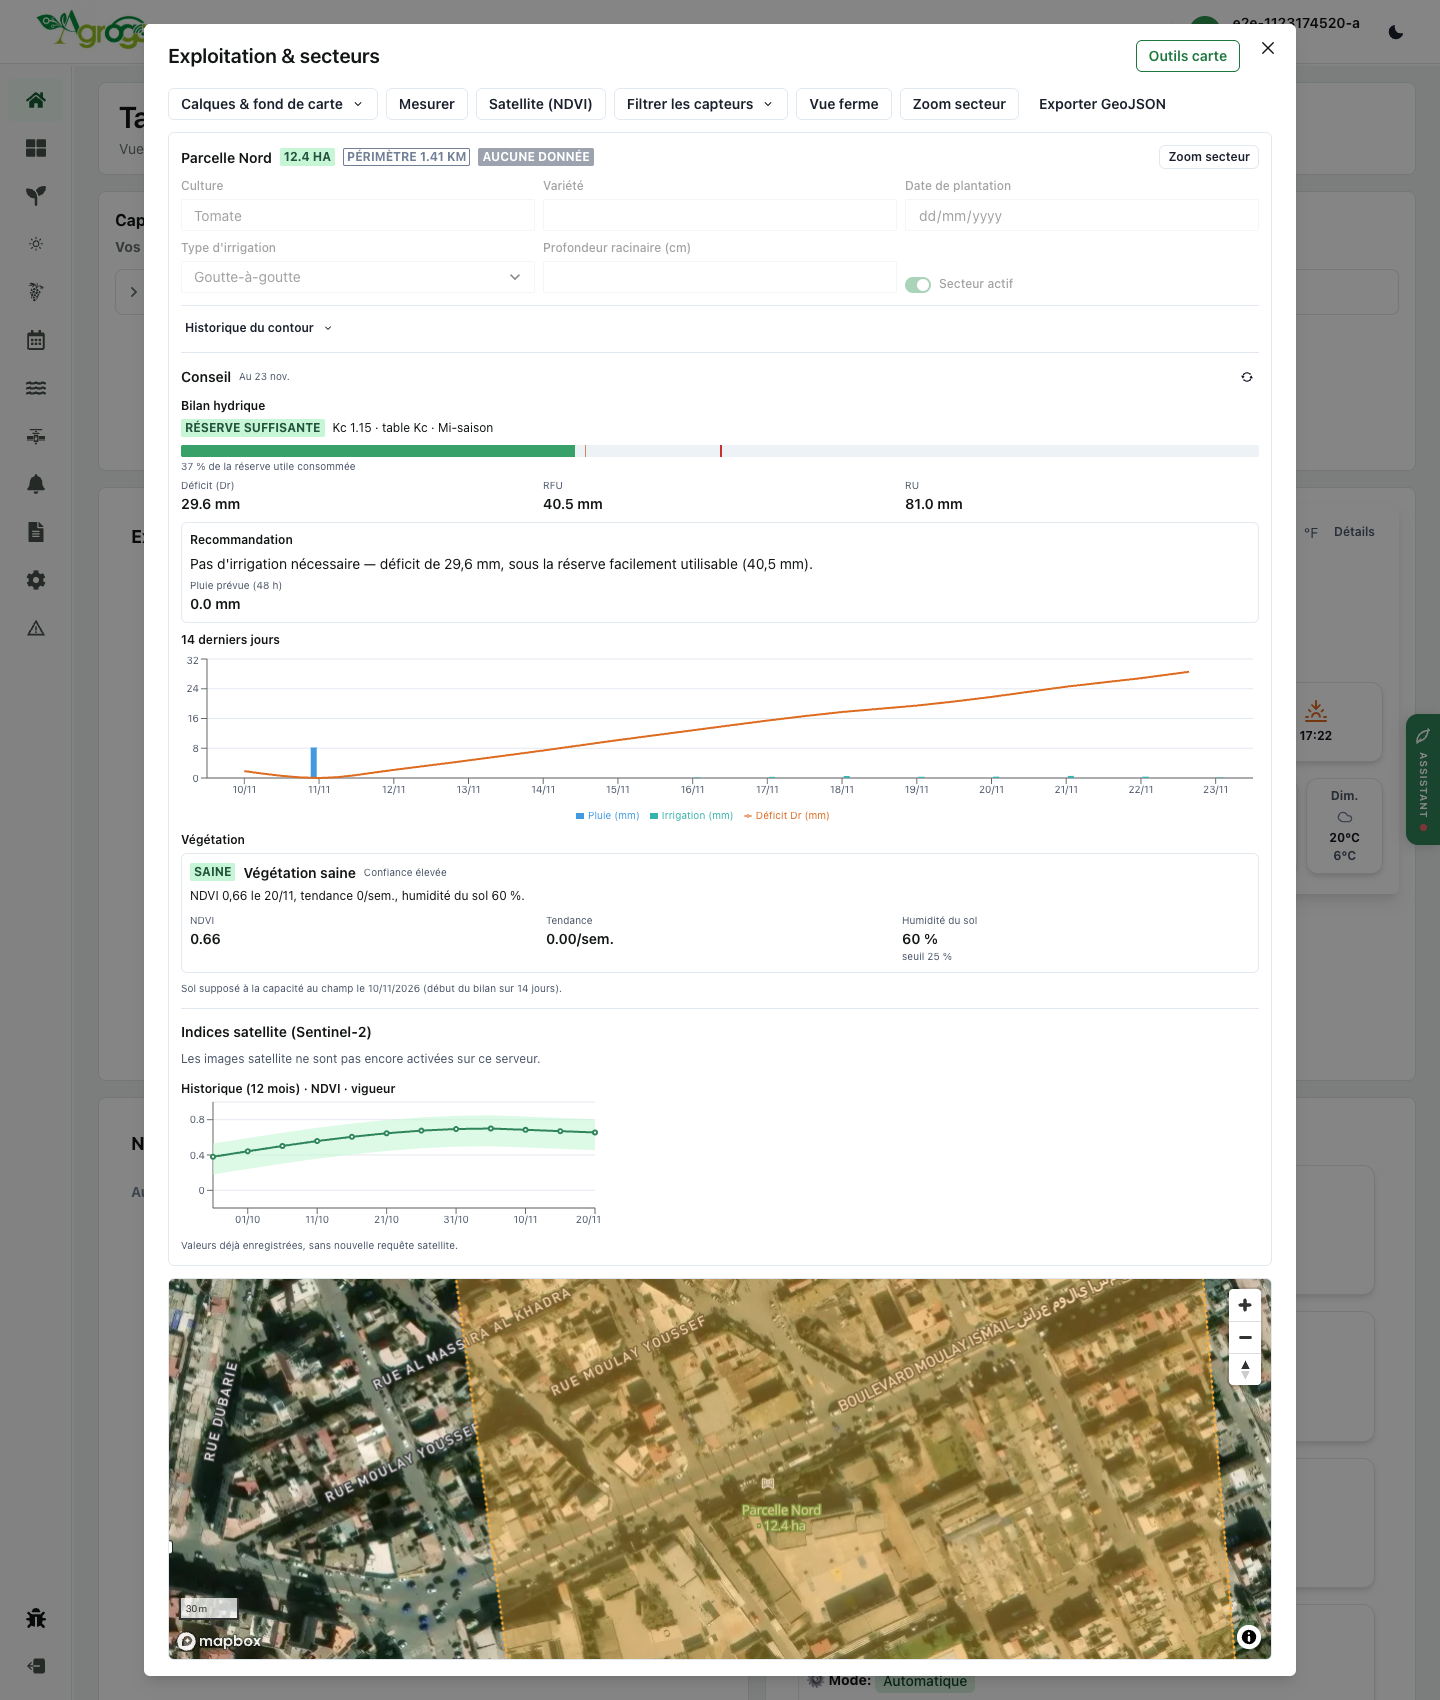 Agroge
e2e-1123174520-a
Exploitation & secteurs
Outils carte
Calques & fond de carte
Mesurer
Satellite (NDVI)
Filtrer les capteurs
Vue ferme
Zoom secteur
Exporter GeoJSON
Ta
Vue
Cap
Vos
Parcelle Nord
12.4 HA
PÉRIMÈTRE 1.41 KM
AUCUNE DONNÉE
Zoom secteur
Culture
Variété
Date de plantation
Tomate
dd/mm/yyyy
Type d'irrigation
Profondeur racinaire (cm)
Goutte-à-goutte
Secteur actif
Historique du contour
Conseil
Au 23 nov.
Bilan hydrique
RÉSERVE SUFFISANTE
Kc 1.15 · table Kc · Mi-saison
37 % de la réserve utile consommée
Déficit (Dr)
RFU
RU
29.6 mm
40.5 mm
81.0 mm
Recommandation
Pas d'irrigation nécessaire — déficit de 29,6 mm, sous la réserve facilement utilisable (40,5 mm).
Pluie prévue (48 h)
0.0 mm
°F
Détails
17:22
Dim.
20°C
6°C
ASSISTANT
14 derniers jours
32
24
16
8
0
10/11
11/11
12/11
13/11
14/11
15/11
16/11
17/11
18/11
19/11
20/11
21/11
22/11
23/11
Pluie (mm)
Irrigation (mm)
Déficit Dr (mm)
Végétation
SAINE
Végétation saine
Confiance élevée
NDVI 0,66 le 20/11, tendance 0/sem., humidité du sol 60 %.
NDVI
Tendance
Humidité du sol
0.66
0.00/sem.
60 %
seuil 25 %
Sol supposé à la capacité au champ le 10/11/2026 (début du bilan sur 14 jours).
Indices satellite (Sentinel-2)
Les images satellite ne sont pas encore activées sur ce serveur.
Historique (12 mois) · NDVI · vigueur
0.8
0.4
0
01/10
11/10
21/10
31/10
10/11
20/11
Valeurs déjà enregistrées, sans nouvelle requête satellite.
RUE DUBARIE
RUE AL MASSIRA AL KHADRA
RUE MOULAY YOUSSEF
RUE MOULAY YOUSSEF
BOULEVARD MOULAY ISMAIL
Parcelle Nord
12.4 ha
30 m
mapbox
Mode:
Automatique